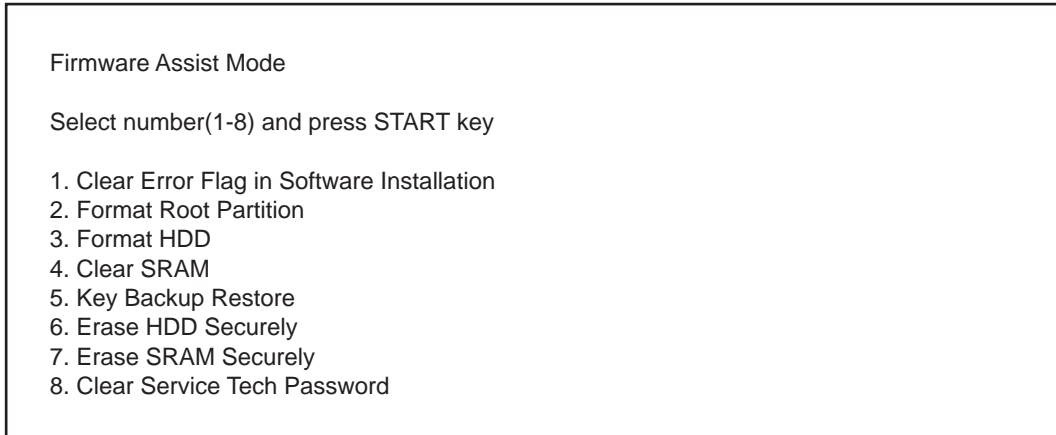 Firmware Assist Mode
Select number(1-8) and press START key
1. Clear Error Flag in Software Installation
2. Format Root Partition
3. Format HDD
4. Clear SRAM
5. Key Backup Restore
6. Erase HDD Securely
7. Erase SRAM Securely
8. Clear Service Tech Password